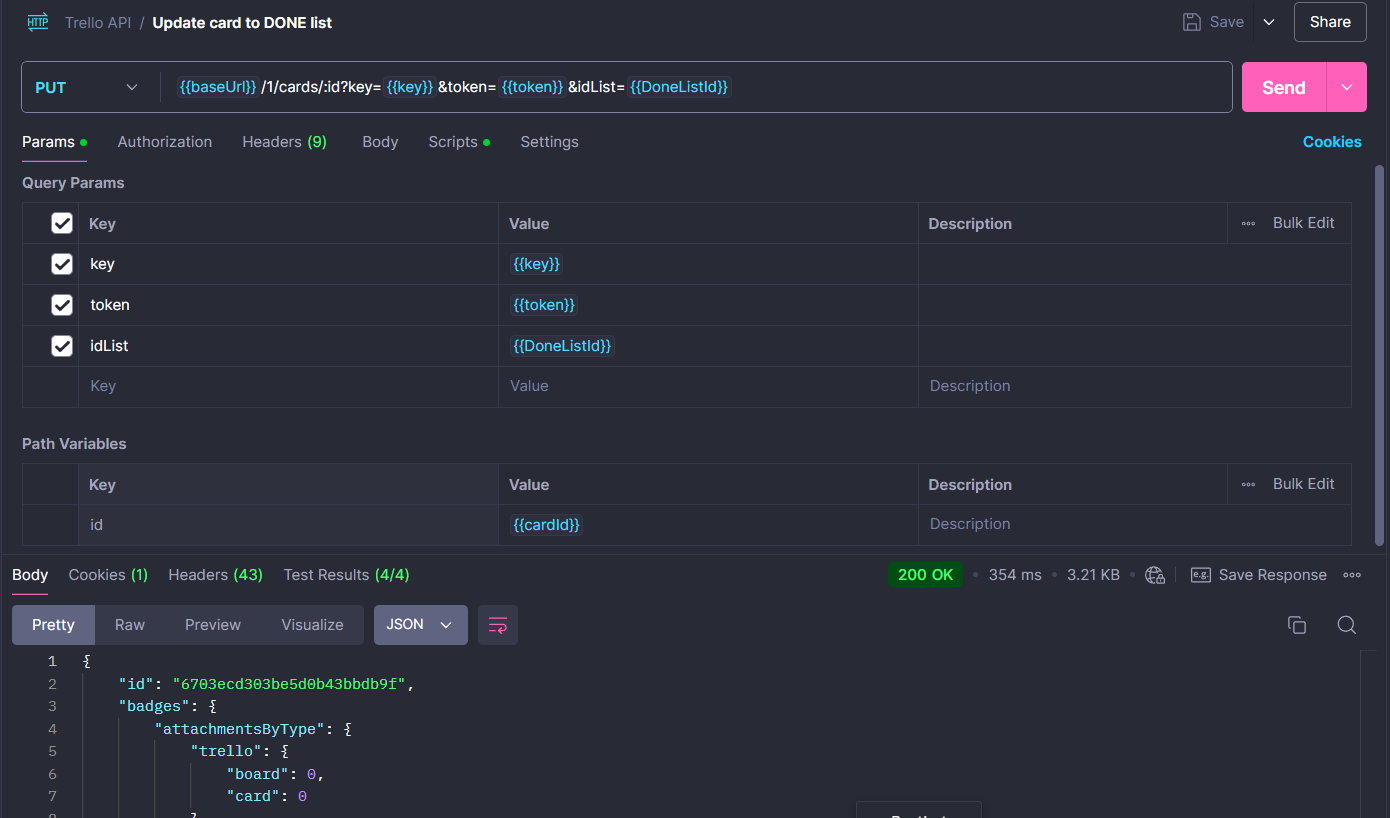 HTTP Trello API / Update card to DONE list Save Share
PUT {{baseUrl}} /1/cards/:id?key= {{key}} &token= {{token}} &idList= {{DoneListId}} Send
Params Authorization Headers (9) Body Scripts Settings Cookies
Query Params
Key Value Description Bulk Edit
key {{key}}
token {{token}}
idList {{DoneListId}}
Key Value Description
Path Variables
Key Value Description Bulk Edit
id {{cardId}} Description
Body Cookies (1) Headers (43) Test Results (4/4) 200 OK 354 ms 3.21 KB e.g. Save Response
Pretty Raw Preview Visualize JSON
1 {
2 "id": "6703ecd303be5d0b43bbdb9f",
3 "badges": {
4 "attachmentsByType": {
5 "trello": {
6 "board": 0,
7 "card": 0